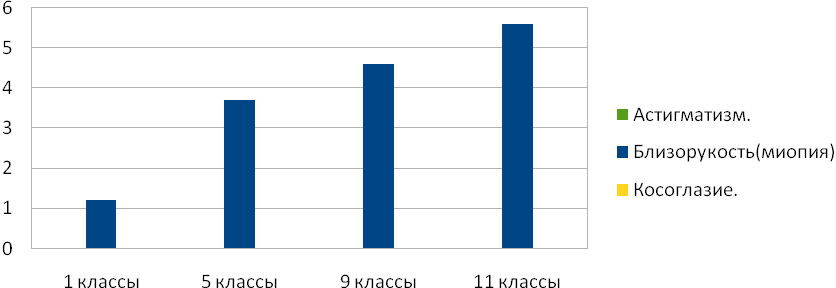 6
5
4
3
2
1
0
1 классы
5 классы
9 классы
11 классы
Астигматизм.
Близорукость(миопия)
Косоглазие.